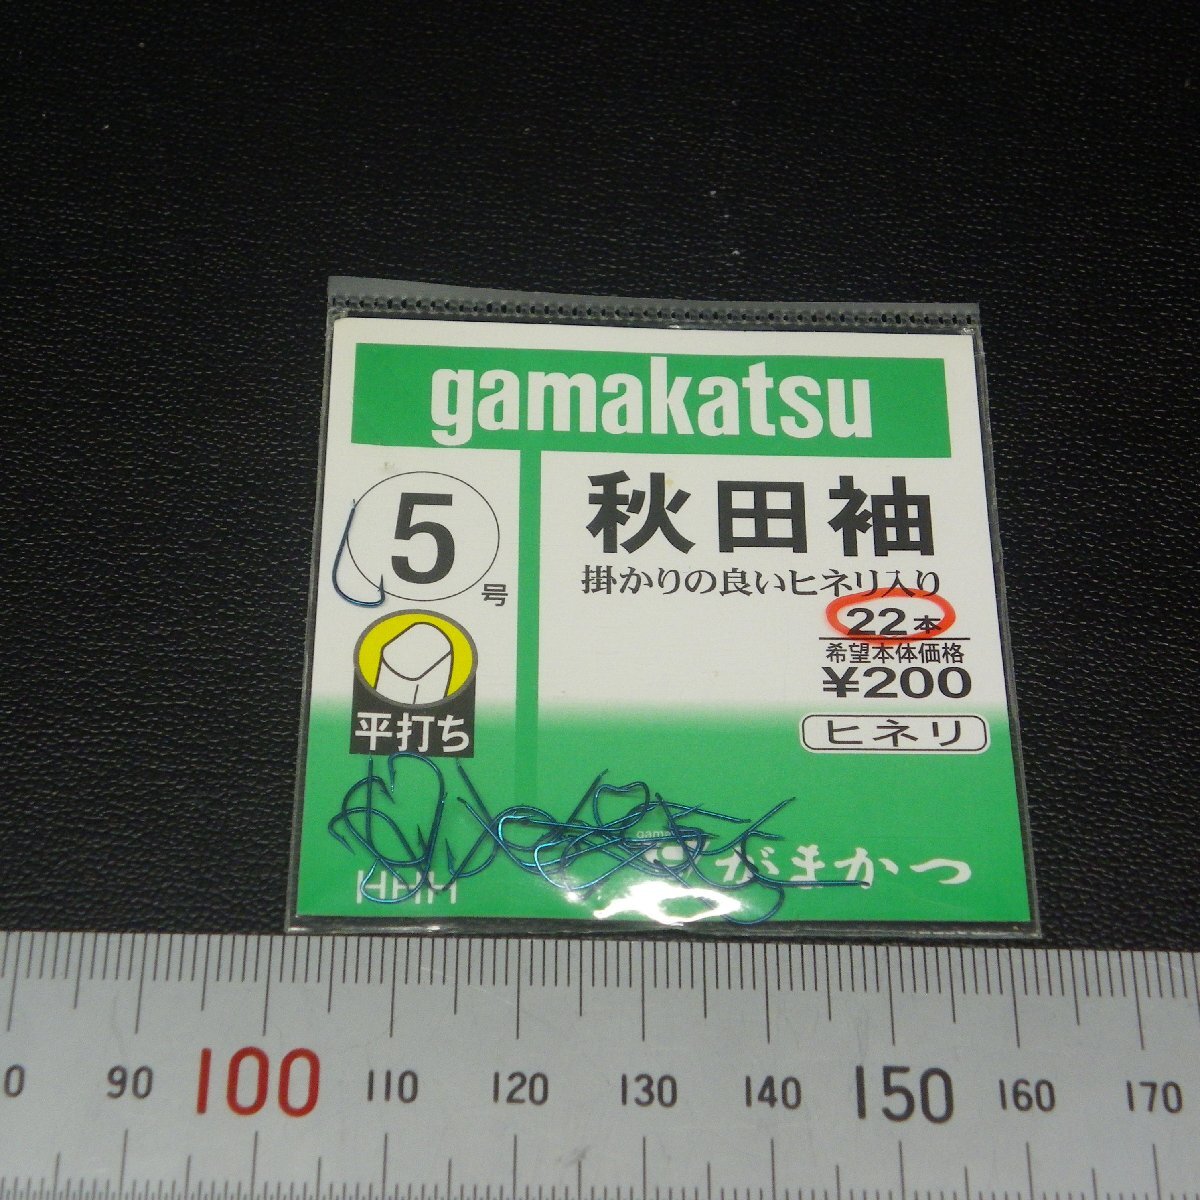 gamakatsu
5号
秋田袖
掛かりの良いヒネリ入り
22本
希望本体価格
¥200
ヒネリ
平打ち
がまかつ
HHH
90 100 110 120 130 140 150 160 170